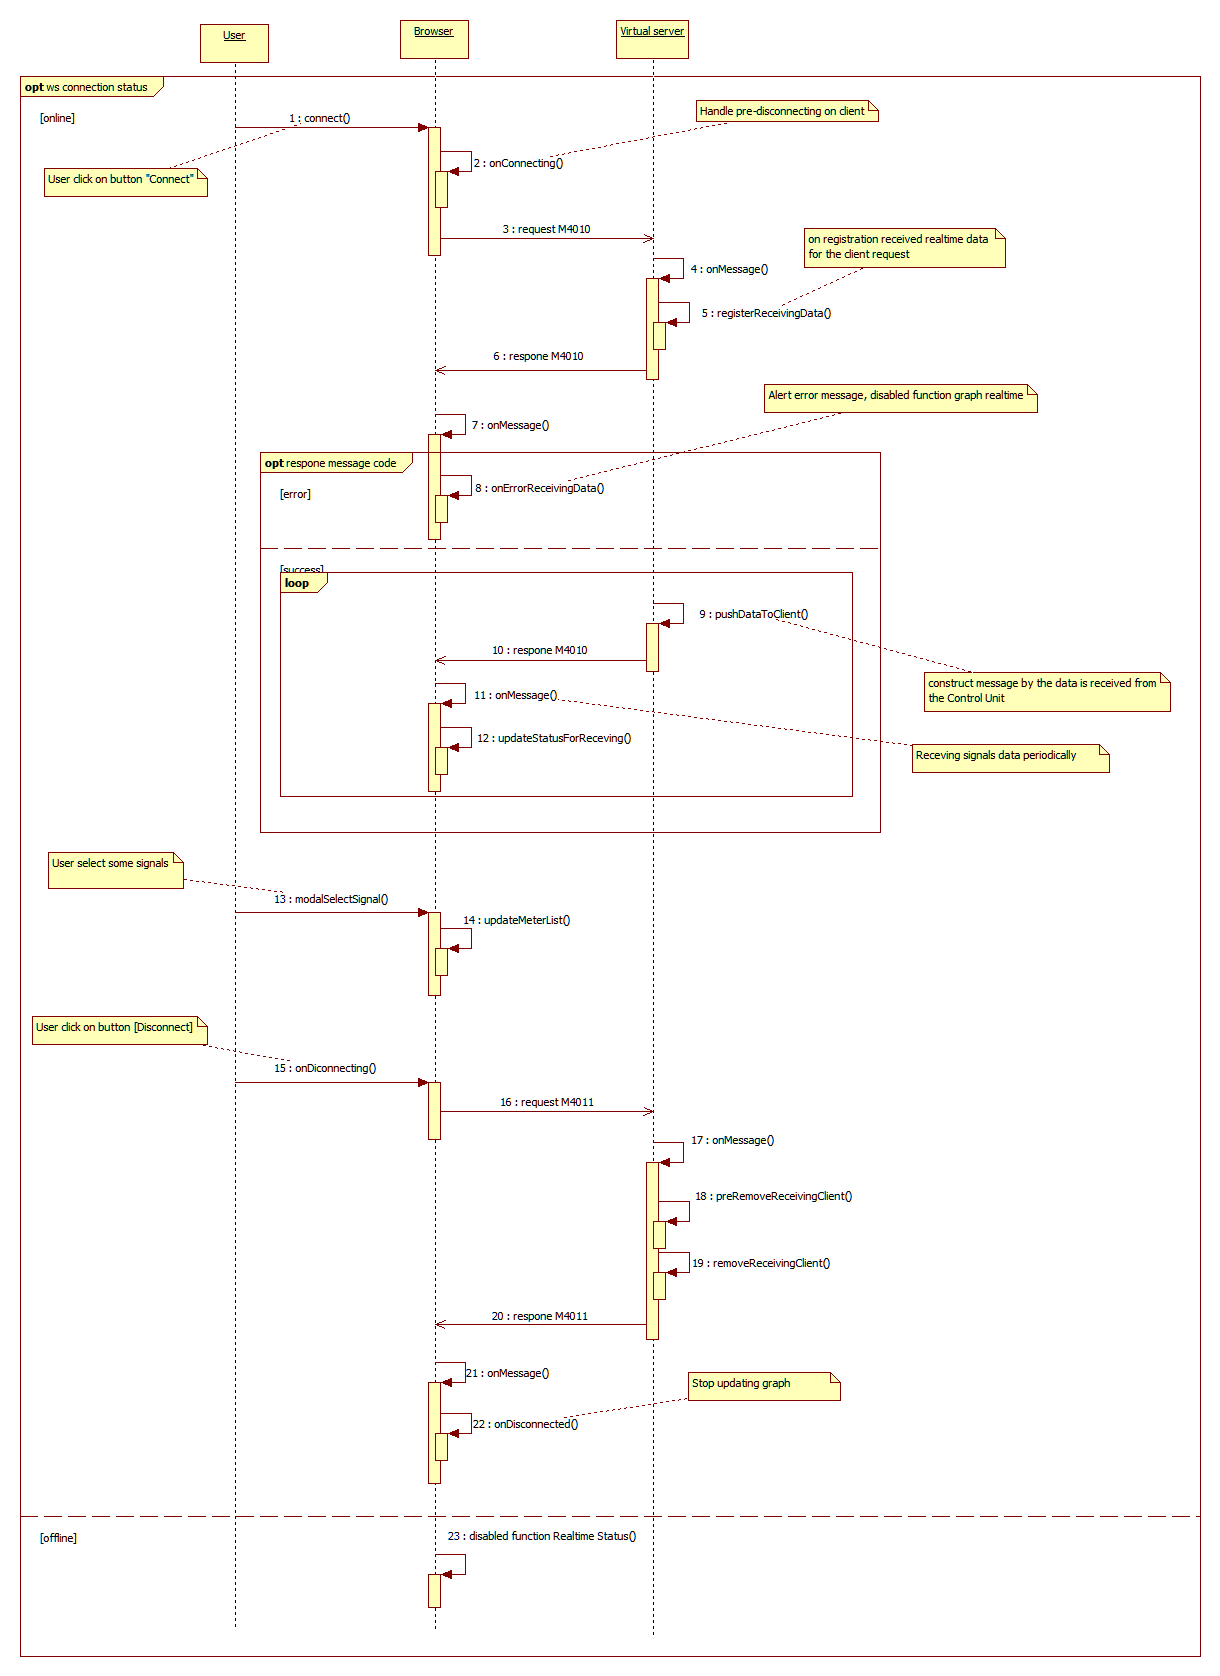 User
Browser
Virtual server
opt ws connection status
[online]
Handle pre-disconnecting on client
1 : connect()
2 : onConnecting()
User click on button "Connect"
3 : request M4010
on registration received realtime data
for the client request
4 : onMessage()
5 : registerReceivingData()
6 : respone M4010
Alert error message, disabled function graph realtime
7 : onMessage()
opt respone message code
8 : onErrorReceivingData()
[error]
[success]
loop
9 : pushDataToClient()
10 : respone M4010
construct message by the data is received from
the Control Unit
11 : onMessage()
12 : updateStatusForReceving()
Receving signals data periodically
User select some signals
13 : modalSelectSignal()
14 : updateMeterList()
User click on button [Disconnect]
15 : onDiconnecting()
16 : request M4011
17 : onMessage()
18 : preRemoveReceivingClient()
19 : removeReceivingClient()
20 : respone M4011
21 : onMessage()
Stop updating graph
22 : onDisconnected()
[offline]
23 : disabled function Realtime Status()